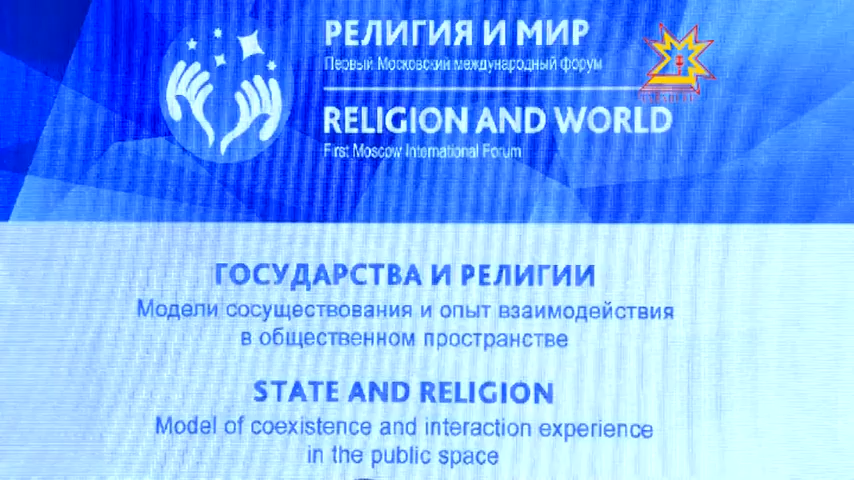 РЕЛИГИЯ И МИР
Первый Московский международный форум
RELIGION AND WORLD
First Moscow International Forum
ГОСУДАРСТВА И РЕЛИГИИ
Модели сосуществования и опыт взаимодействия
в общественном пространстве
STATE AND RELIGION
Model of coexistence and interaction experience
in the public space